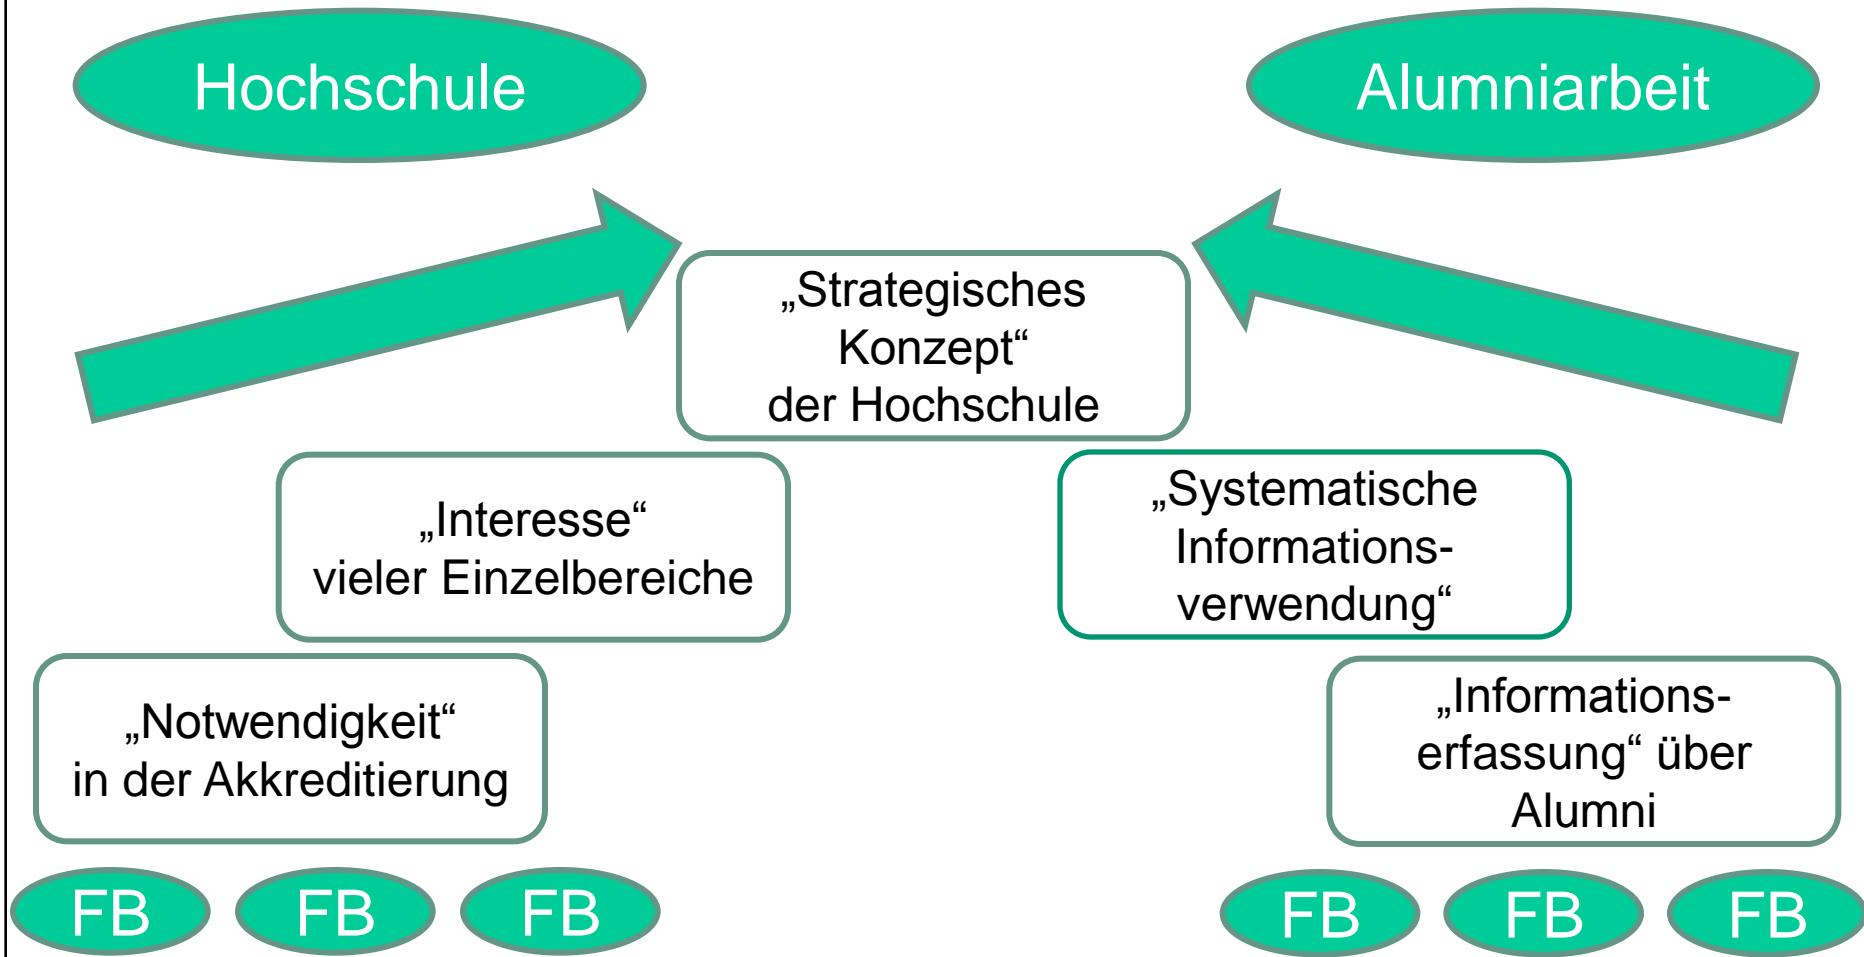 Hochschule
Alumniarbeit
„Strategisches
Konzept“
der Hochschule
„Interesse“
vieler Einzelbereiche
„Systematische
Informations-
verwendung“
„Notwendigkeit“
in der Akkreditierung
„Informations-
erfassung“ über
Alumni
FB
FB
FB
FB
FB
FB